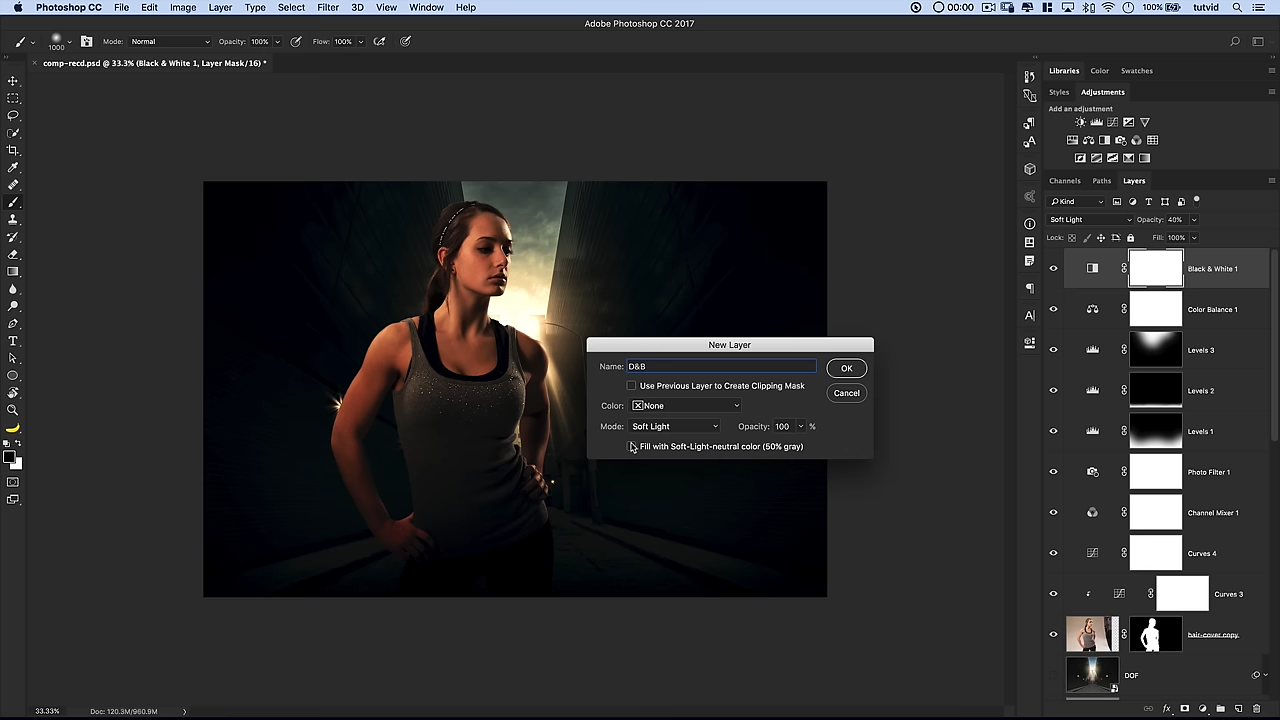 Photoshop CC File Edit Image Layer Type Select Filter 3D View Window Help 00:00 100% tutvid
Adobe Photoshop CC 2017
1000 Mode: Normal Opacity: 100% Flow: 100%
comp-recd.psd @ 33.3% (Black & White 1, Layer Mask/16) *
Libraries Color Swatches
Styles Adjustments
Add an adjustment
Channels Paths Layers
Kind
Soft Light Opacity: 40%
Lock: Fill: 100%
Black & White 1
Color Balance 1
Levels 3
Levels 2
Levels 1
Photo Filter 1
Channel Mixer 1
Curves 4
Curves 3
hair-cover copy
DOF
fx
New Layer
Name: D&B OK
Use Previous Layer to Create Clipping Mask
Cancel
Color: None
Mode: Soft Light Opacity: 100 %
Fill with Soft-Light-neutral color (50% gray)
33.33% Doc: 120.3M/960.9M